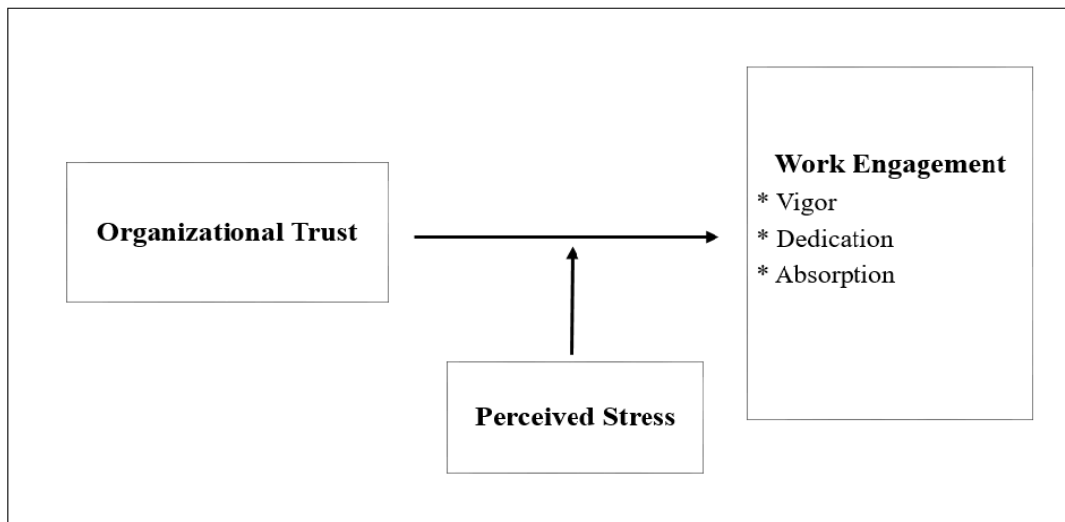 Organizational Trust
Work Engagement
* Vigor
* Dedication
* Absorption
Perceived Stress